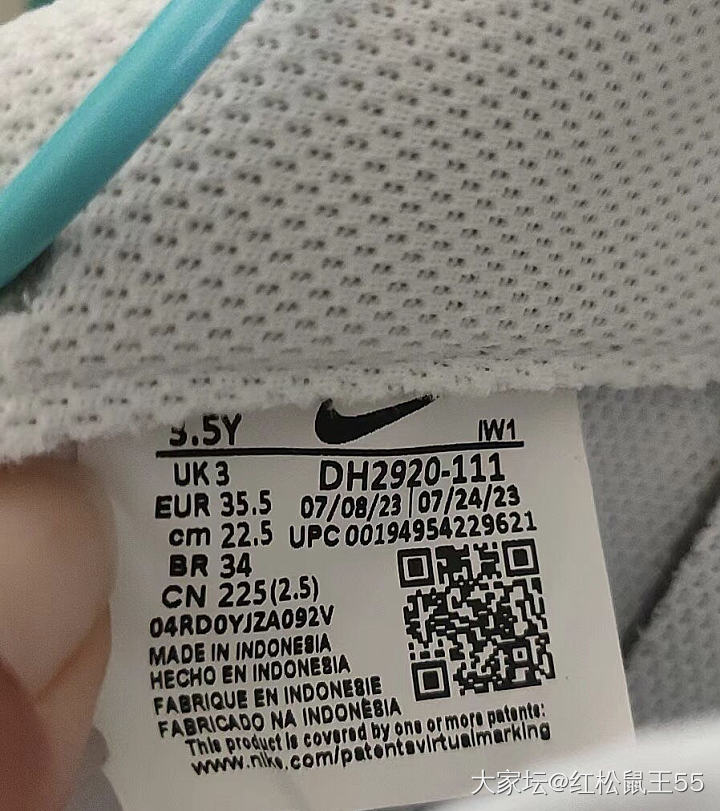 3.5Y IW1
UK 3 DH2920-111
EUR 35.5 07/08/23 | 07/24/23
cm 22.5 UPC 00194954229621
BR 34
CN 225(2.5)
04RD0YJZA092V
MADE IN INDONESIA
HECHO EN INDONESIA
FABRIQUE EN INDONESIE
FABRICADO NA INDONESIA
This product is covered by one or more patents:
www.nike.com/patentsvirtualmarking
大家坛@红松鼠王55